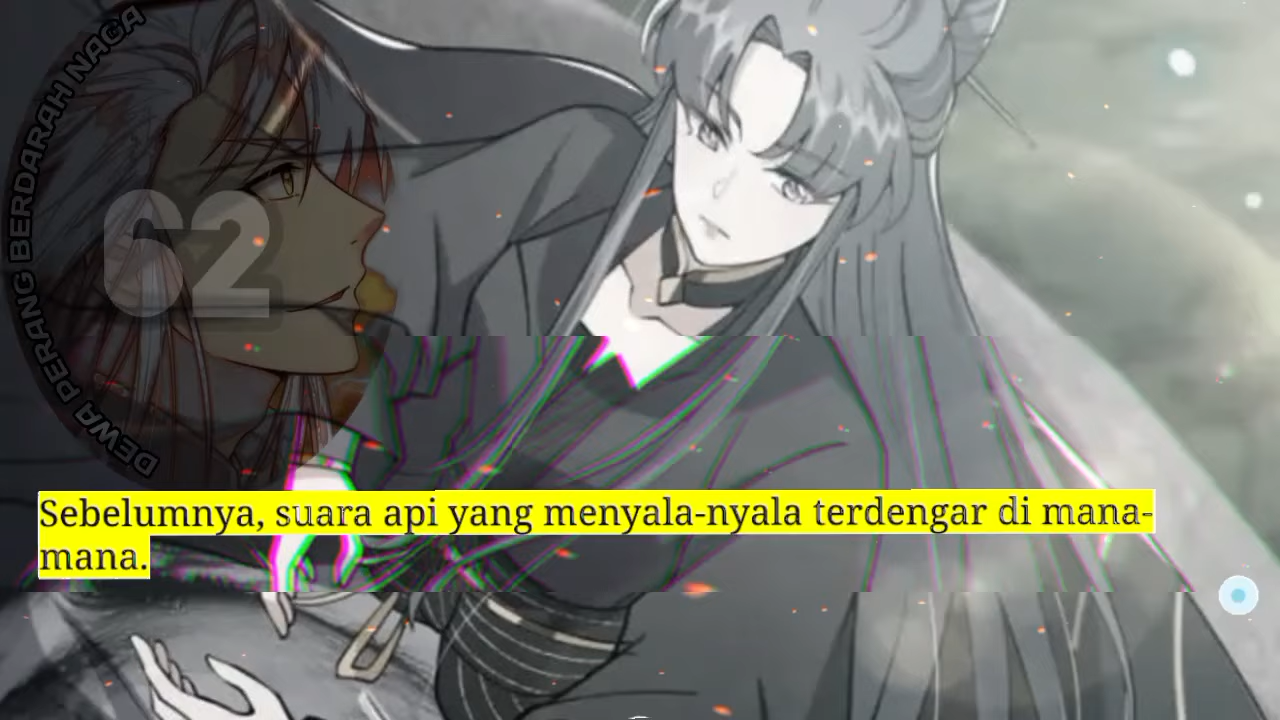 DEWA PERANG BERDARAH NAGA
62
Sebelumnya, suara api yang menyala-nyala terdengar di mana-
mana.